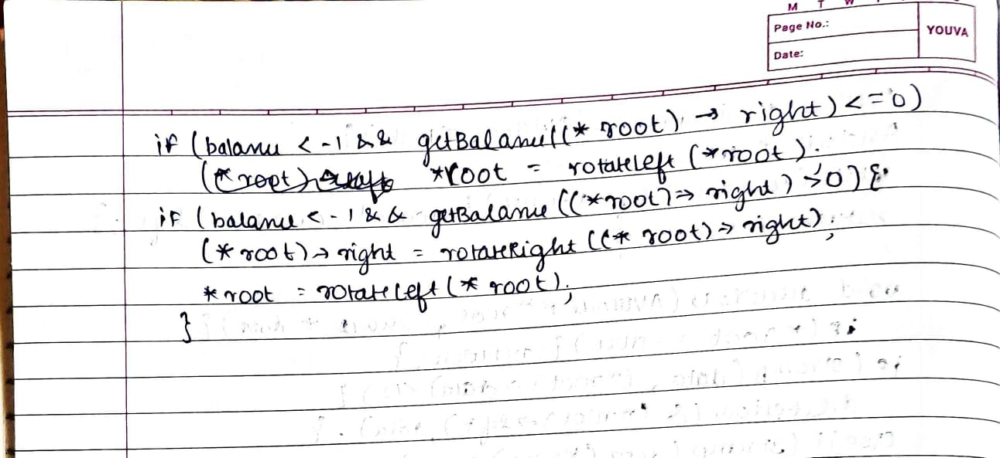 M T W
Page No.:
YOUVA
Date:
if (balance < -1 && getBalance((* root) → right) <= 0)
*root = rotateLeft (*root).
if (balance < -1 && getBalance ((*root) → right) > 0) {
(* root) → right = rotateRight ((* root) → right);
* root = rotateLeft (* root);
}